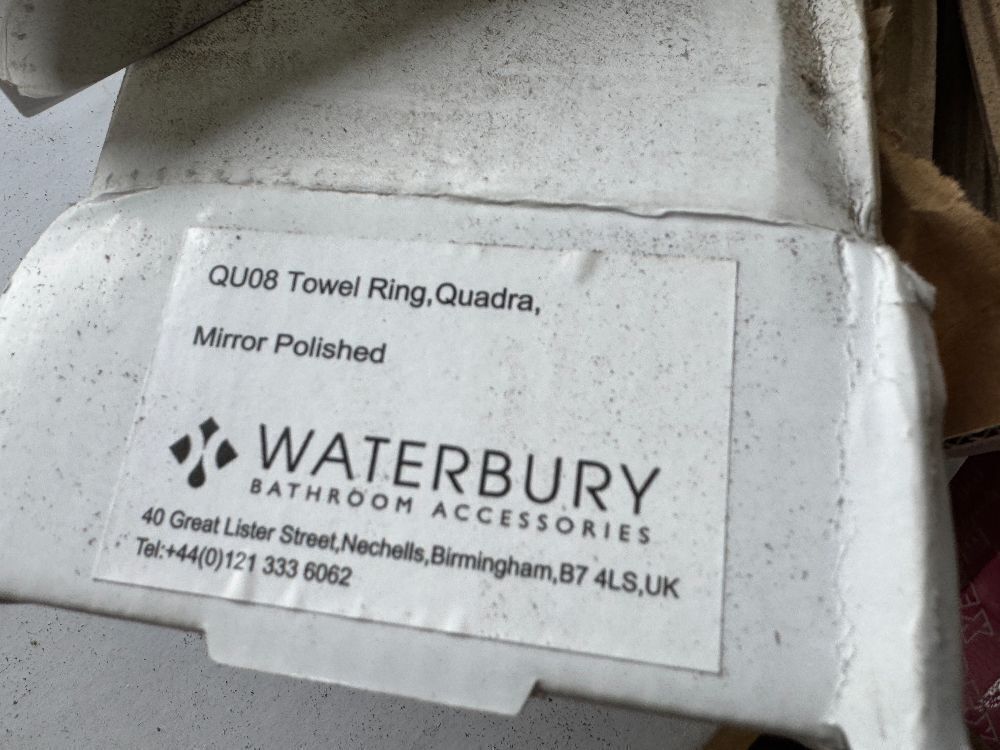 QU08 Towel Ring,Quadra,
Mirror Polished
WATERBURY
BATHROOM ACCESSORIES
40 Great Lister Street,Nechells,Birmingham,B7 4LS,UK
Tel:+44(0)121 333 6062